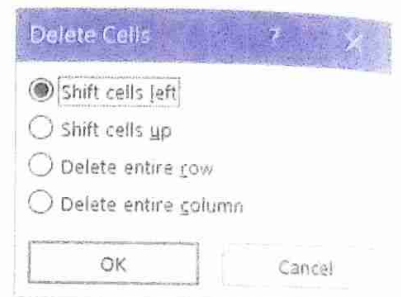 Delete Cells ? ×
Shift cells left
Shift cells up
Delete entire row
Delete entire column
OK Cancel